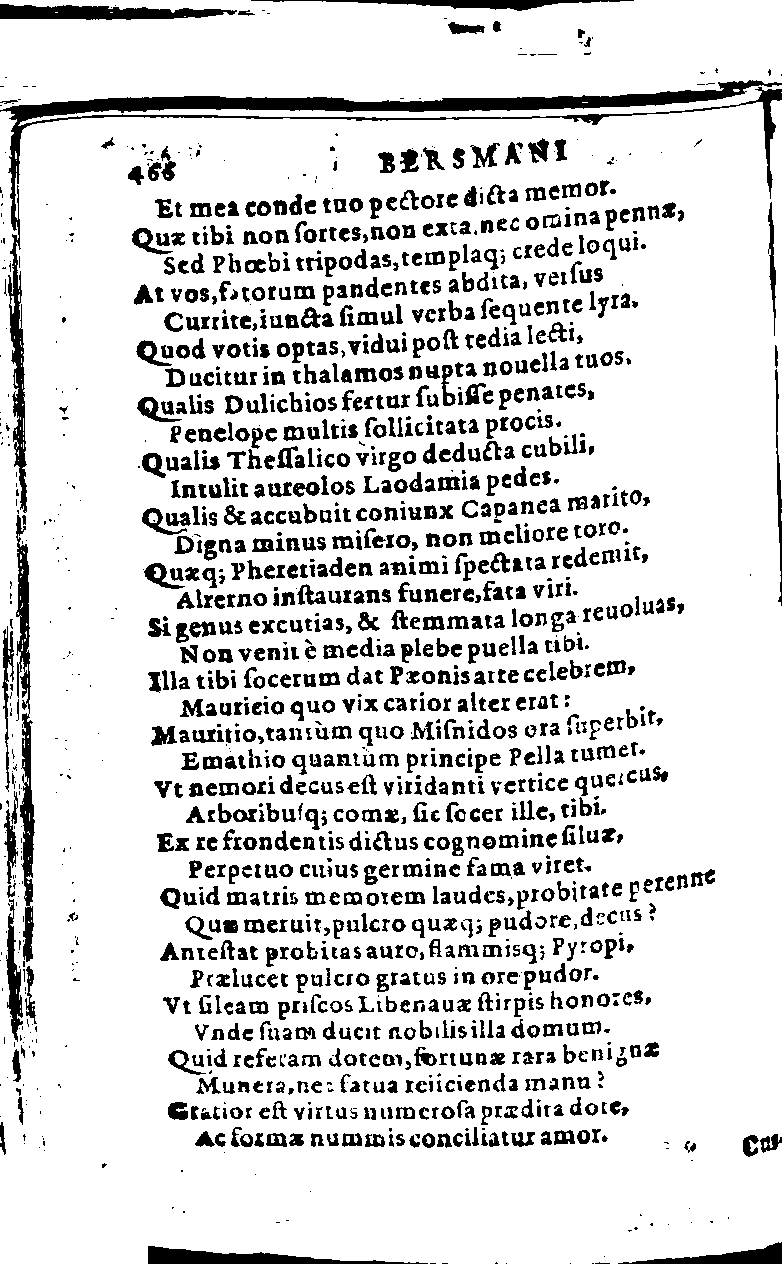 466 BERSMANI
Et mea conde tuo pectore dicta memor.
Quæ tibi non ſortes, non exta, nec omina pennæ,
Sed Phœbi tripodas, templaq; crede loqui.
At vos, fatorum pandentes abdita, verſus
Currite, iuncta ſimul verba ſequente lyra.
Quod votis optas, vidui poſt tedia lecti,
Ducitur in thalamos nupta nouella tuos.
Qualis Dulichios fertur ſubiſſe penates,
Penelope multis ſollicitata procis.
Qualis Theſſalico virgo deducta cubili,
Intulit aureolos Laodamia pedes.
Qualis & accubuit coniunx Capanea marito,
Digna minus miſero, non meliore toro.
Quæq; Pheretiaden animi ſpectata redemit,
Alterno inſtaurans funere, fata viri.
Si genus excutias, & ſtemmata longa reuoluas,
Non venit è media plebe puella tibi.
Illa tibi ſocerum dat Pæonis arte celebrem,
Mauricio quo vix carior alter erat:
Mauritio, tantùm quo Miſnidos ora ſuperbit,
Emathio quantùm principe Pella tumet.
Vt nemori decus eſt viridanti vertice quercus,
Arboribuſq; comæ, ſic ſocer ille, tibi.
Ex re frondentis dictus cognomine ſiluæ,
Perpetuo cuius germine fama viret.
Quid matris memorem laudes, probitate perenne
Quæ meruit, pulcro quæq; pudore, decus?
Anteſtat probitas auro, flammisq; Pyropi,
Prælucet pulcro gratus in ore pudor.
Vt ſileam priſcos Libenauæ ſtirpis honores,
Vnde ſuam ducit nobilis illa domum.
Quid referam dotem, fortunæ rara benignæ
Munera, nec fatua reiicienda manu?
Gratior eſt virtus numeroſa prædita dote,
Ac formæ nummis conciliatur amor.